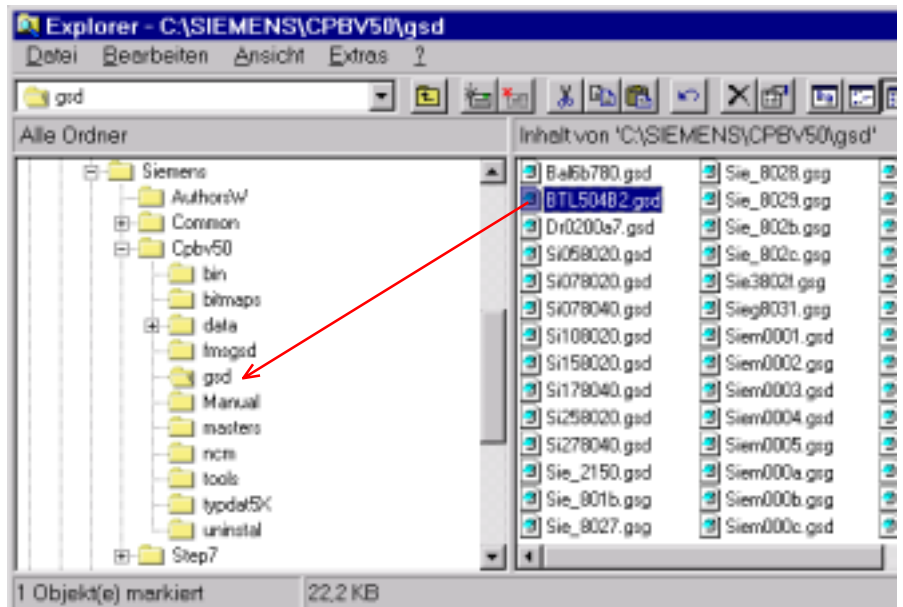 Explorer - C:\SIEMENS\CPBV50\gsd
Datei Bearbeiten Ansicht Extras ?
gsd
Alle Ordner
Inhalt von 'C:\SIEMENS\CPBV50\gsd'
Siemens
AuthorsW
Common
Cpbv50
bin
bitmaps
data
fmsgsd
gsd
Manual
masters
ncm
tools
typdat5X
uninstal
Step7
Bal6b780.gsd
BTL504B2.gsd
Dr0200a7.gsd
Si058020.gsd
Si078020.gsd
Si078040.gsd
Si108020.gsd
Si158020.gsd
Si178040.gsd
Si258020.gsd
Si278040.gsd
Sie_2150.gsd
Sie_801b.gsg
Sie_8027.gsg
Sie_8028.gsg
Sie_8029.gsg
Sie_802b.gsg
Sie_802c.gsg
Sie3802f.gsg
Sieg8031.gsg
Siem0001.gsd
Siem0002.gsg
Siem0003.gsd
Siem0004.gsd
Siem0005.gsg
Siem000a.gsg
Siem000b.gsg
Siem000c.gsd
1 Objekt(e) markiert
22,2 KB